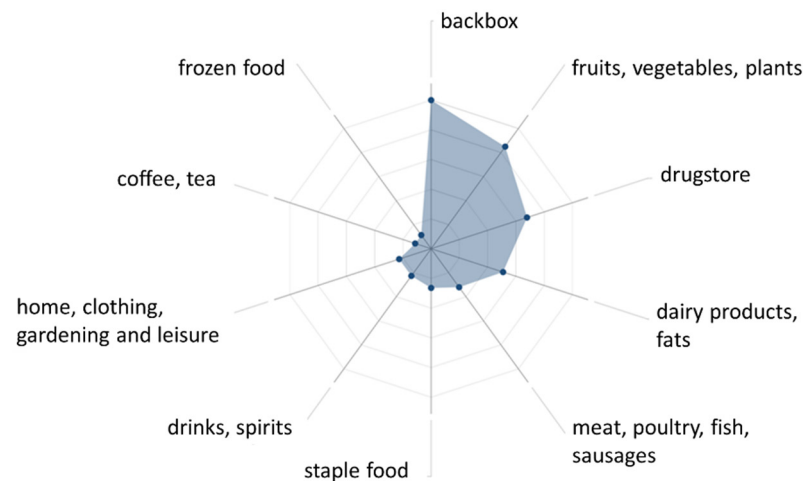 backbox
frozen food
fruits, vegetables, plants
coffee, tea
drugstore
home, clothing,
gardening and leisure
dairy products,
fats
drinks, spirits
meat, poultry, fish,
sausages
staple food